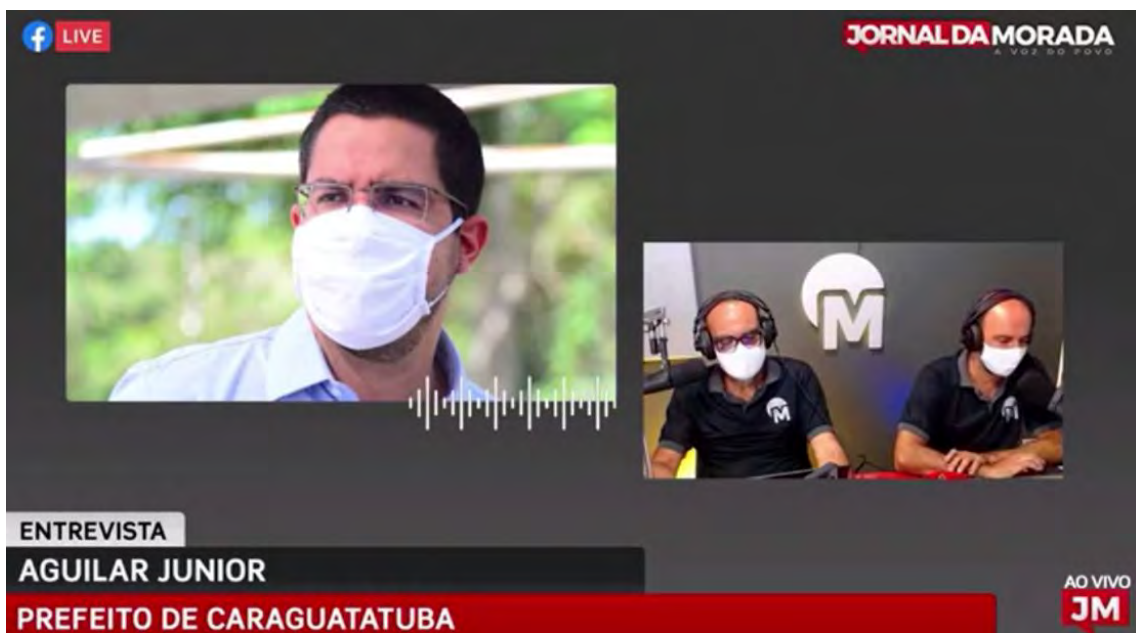 LIVE
JORNAL DA MORADA
A VOZ DO POVO
M
M
M
ENTREVISTA
AGUILAR JUNIOR
PREFEITO DE CARAGUATATUBA
AO VIVO
JM